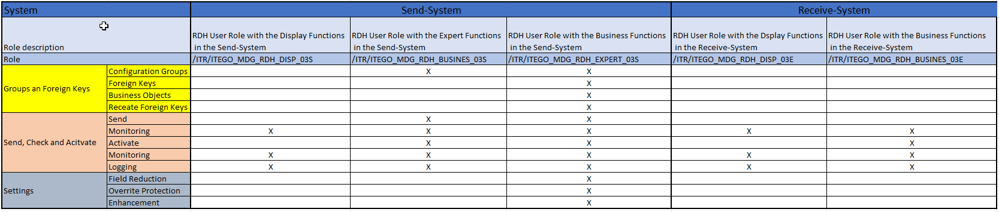 System Send-System Receive-System
Role description RDH User Role with the Display Functions RDH User Role with the Expert Functions RDH User Role with the Business Functions RDH User Role with the Dsplay Functions RDH User Role with the Business Functions
in the Send-System in the Send-System in the Send-System in the Receive-System in the Receive-System
Role /ITR/ITEGO_MDG_RDH_DISP_03S /ITR/ITEGO_MDG_RDH_BUSINES_03S /ITR/ITEGO_MDG_RDH_EXPERT_03S /ITR/ITEGO_MDG_RDH_DISP_03E /ITR/ITEGO_MDG_RDH_BUSINES_03E
Groups an Foreign Keys Configuration Groups X X
Foreign Keys X
Business Objects X
Receate Foreign Keys X
Send, Check and Acitvate Send X X
Monitoring X X X X X
Activate X X X
Monitoring X X X X X
Logging X X X X X
Settings Field Reduction X
Overrite Protection X
Enhancement X